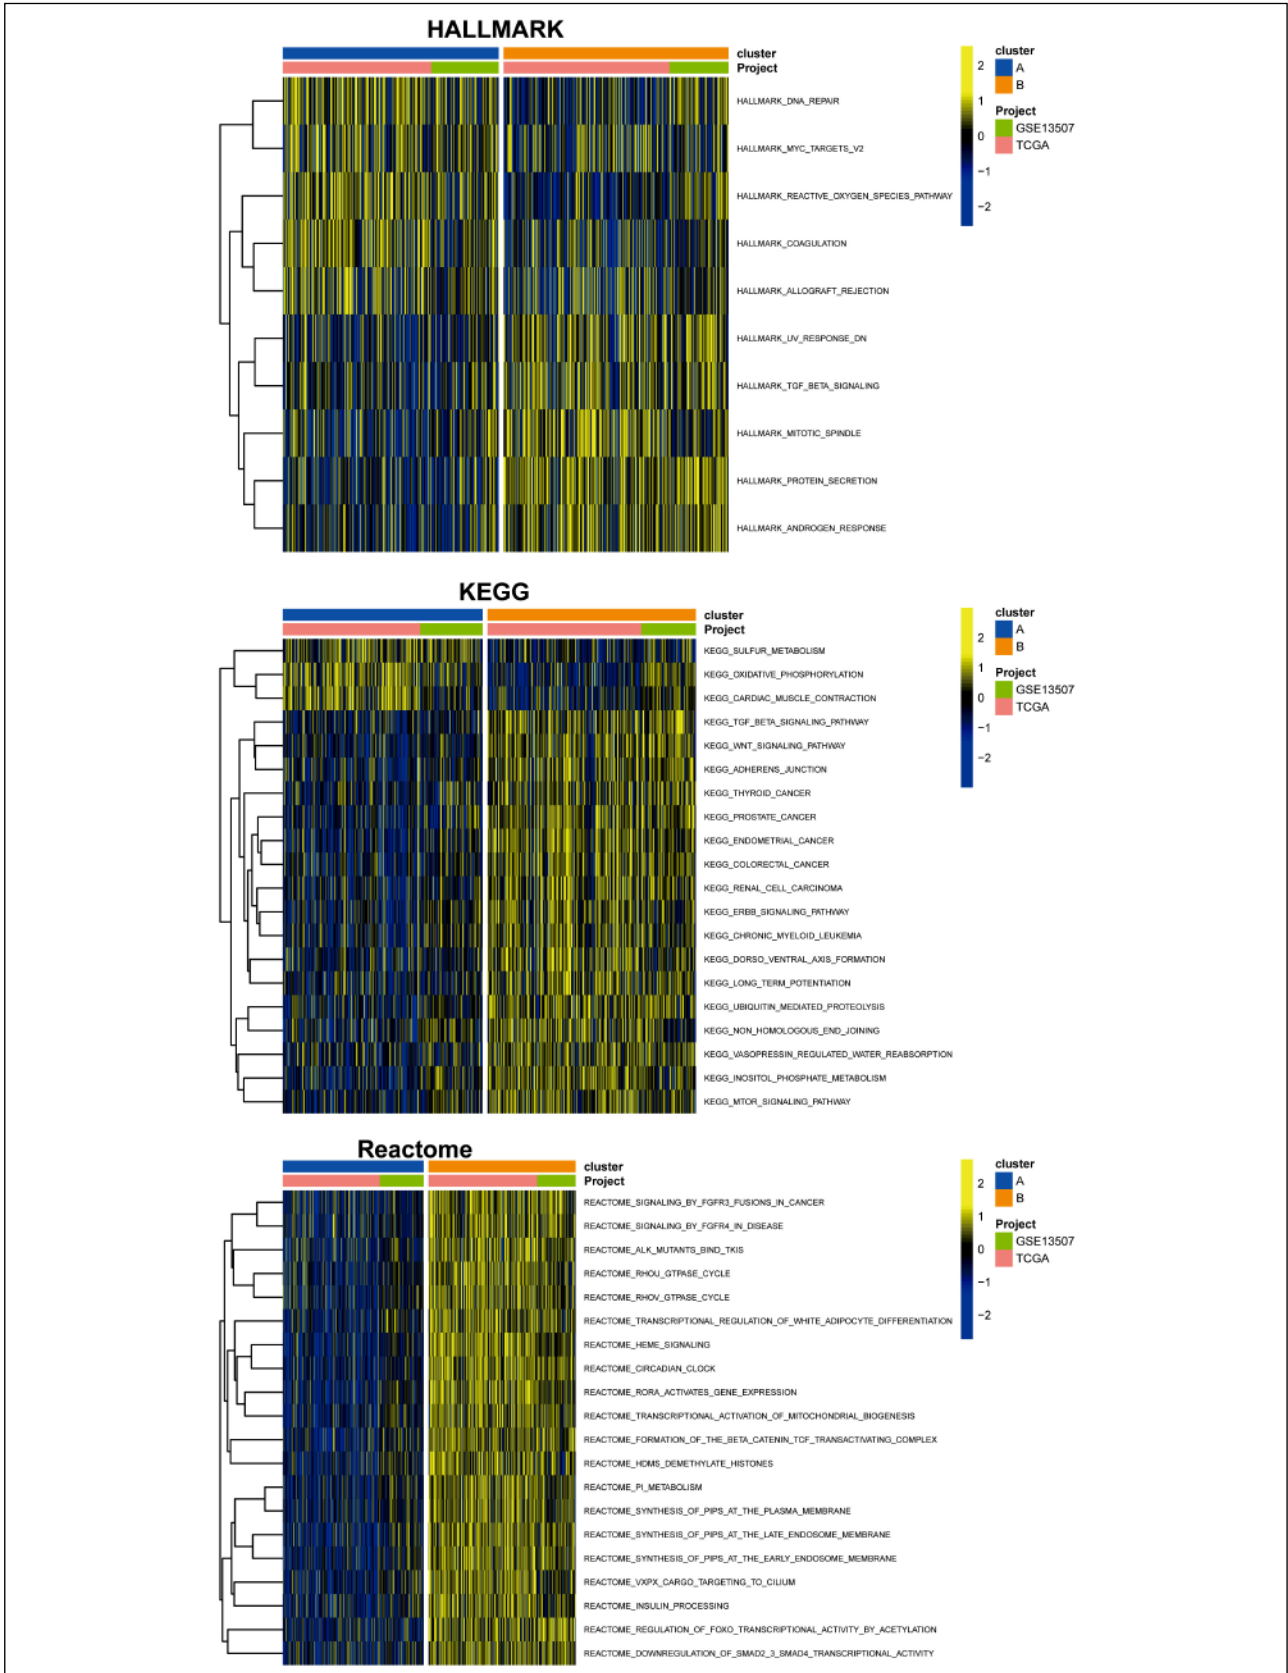 HALLMARK
cluster
Project
HALLMARK_DNA_REPAIR
HALLMARK_MYC_TARGETS_V2
HALLMARK_REACTIVE_OXYGEN_SPECIES_PATHWAY
HALLMARK_COAGULATION
HALLMARK_ALLOGRAFT_REJECTION
HALLMARK_UV_RESPONSE_DN
HALLMARK_TGF_BETA_SIGNALING
HALLMARK_MITOTIC_SPINDLE
HALLMARK_PROTEIN_SECRETION
HALLMARK_ANDROGEN_RESPONSE
2
1
0
−1
−2
cluster
A
B
Project
GSE13507
TCGA
KEGG
cluster
Project
KEGG_SULFUR_METABOLISM
KEGG_OXIDATIVE_PHOSPHORYLATION
KEGG_CARDIAC_MUSCLE_CONTRACTION
KEGG_TGF_BETA_SIGNALING_PATHWAY
KEGG_WNT_SIGNALING_PATHWAY
KEGG_ADHERENS_JUNCTION
KEGG_THYROID_CANCER
KEGG_PROSTATE_CANCER
KEGG_ENDOMETRIAL_CANCER
KEGG_COLORECTAL_CANCER
KEGG_RENAL_CELL_CARCINOMA
KEGG_ERBB_SIGNALING_PATHWAY
KEGG_CHRONIC_MYELOID_LEUKEMIA
KEGG_DORSO_VENTRAL_AXIS_FORMATION
KEGG_LONG_TERM_POTENTIATION
KEGG_UBIQUITIN_MEDIATED_PROTEOLYSIS
KEGG_NON_HOMOLOGOUS_END_JOINING
KEGG_VASOPRESSIN_REGULATED_WATER_REABSORPTION
KEGG_INOSITOL_PHOSPHATE_METABOLISM
KEGG_MTOR_SIGNALING_PATHWAY
2
1
0
−1
−2
cluster
A
B
Project
GSE13507
TCGA
Reactome
cluster
Project
REACTOME_SIGNALING_BY_FGFR3_FUSIONS_IN_CANCER
REACTOME_SIGNALING_BY_FGFR4_IN_DISEASE
REACTOME_ALK_MUTANTS_BIND_TKIS
REACTOME_RHOU_GTPASE_CYCLE
REACTOME_RHOV_GTPASE_CYCLE
REACTOME_TRANSCRIPTIONAL_REGULATION_OF_WHITE_ADIPOCYTE_DIFFERENTIATION
REACTOME_HEME_SIGNALING
REACTOME_CIRCADIAN_CLOCK
REACTOME_RORA_ACTIVATES_GENE_EXPRESSION
REACTOME_TRANSCRIPTIONAL_ACTIVATION_OF_MITOCHONDRIAL_BIOGENESIS
REACTOME_FORMATION_OF_THE_BETA_CATENIN_TCF_TRANSACTIVATING_COMPLEX
REACTOME_HDMS_DEMETHYLATE_HISTONES
REACTOME_PI_METABOLISM
REACTOME_SYNTHESIS_OF_PIPS_AT_THE_PLASMA_MEMBRANE
REACTOME_SYNTHESIS_OF_PIPS_AT_THE_LATE_ENDOSOME_MEMBRANE
REACTOME_SYNTHESIS_OF_PIPS_AT_THE_EARLY_ENDOSOME_MEMBRANE
REACTOME_VXPX_CARGO_TARGETING_TO_CILIUM
REACTOME_INSULIN_PROCESSING
REACTOME_REGULATION_OF_FOXO_TRANSCRIPTIONAL_ACTIVITY_BY_ACETYLATION
REACTOME_DOWNREGULATION_OF_SMAD2_3_SMAD4_TRANSCRIPTIONAL_ACTIVITY
2
1
0
−1
−2
cluster
A
B
Project
GSE13507
TCGA